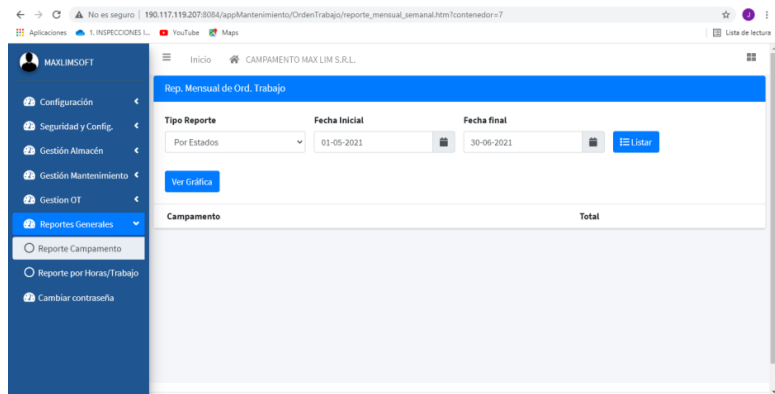 No es seguro | 190.117.119.207:8084/appMantenimiento/OrdenTrabajo/reporte_mensual_semanal.htm?contenedor=7
J
Aplicaciones 1. INSPECCIONES I... YouTube Maps Lista de lectura
MAXLIMSOFT
Inicio CAMPAMENTO MAX LIM S.R.L.
Rep. Mensual de Ord. Trabajo
Configuración
Seguridad y Config.
Gestión Almacén
Gestión Mantenimiento
Gestion OT
Reportes Generales
Reporte Campamento
Reporte por Horas/Trabajo
Cambiar contraseña
Tipo Reporte Fecha Inicial Fecha final
Por Estados 01-05-2021 30-06-2021 Listar
Ver Gráfica
Campamento Total